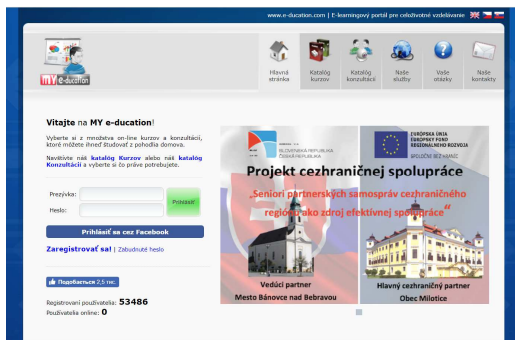 www.e-ducation.com | E-learningový portál pre celoživotné vzdelávanie
MY e-ducation
Hlavná stránka
Katalóg kurzov
Katalóg konzultácií
Naše služby
Vaše otázky
Naše kontakty
Vitajte na MY e-ducation!
Vyberte si z množstva on-line kurzov a konzultácií,
ktoré môžete ihneď študovať z pohodlia domova.
Navštívte náš katalóg Kurzov alebo náš katalóg
Konzultácií a vyberte si čo práve potrebujete.
Prezývka:
Heslo:
Prihlásiť
Prihlásiť sa cez Facebook
Zaregistrovať sa! | Zabudnuté heslo
Подобається 2,5 тис.
Registrovaní používatelia: 53486
Používatelia online: 0
SLOVENSKÁ REPUBLIKA
ČESKÁ REPUBLIKA
EURÓPSKA ÚNIA
EURÓPSKY FOND
REGIONÁLNEHO ROZVOJA
SPOLOČNE BEZ HRANÍC
Projekt cezhraničnej spolupráce
„Seniori partnerských samospráv cezhraničného
regiónu ako zdroj efektívnej spolupráce“
Vedúci partner
Mesto Bánovce nad Bebravou
Hlavný cezhraničný partner
Obec Milotice